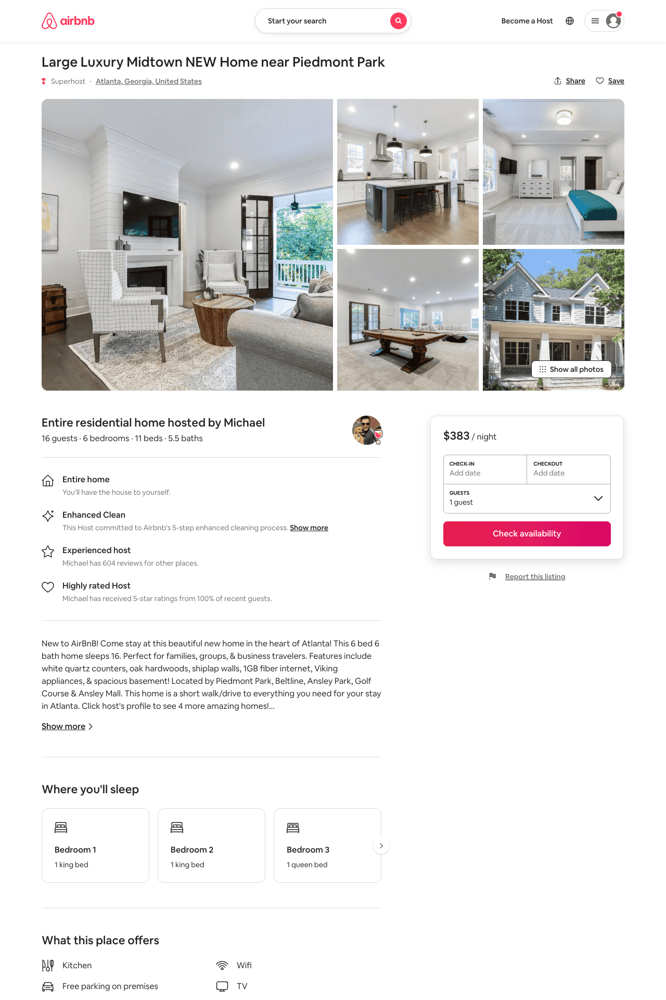 airbnb
Start your search
Become a Host
Large Luxury Midtown NEW Home near Piedmont Park
Superhost · Atlanta, Georgia, United States
Share
Save
Show all photos
Entire residential home hosted by Michael
16 guests · 6 bedrooms · 11 beds · 5.5 baths
Entire home
You'll have the house to yourself.
Enhanced Clean
This Host committed to Airbnb's 5-step enhanced cleaning process. Show more
Experienced host
Michael has 604 reviews for other places.
Highly rated Host
Michael has received 5-star ratings from 100% of recent guests.
$383 / night
CHECK-IN
Add date
CHECKOUT
Add date
GUESTS
1 guest
Check availability
Report this listing
New to AirBnB! Come stay at this beautiful new home in the heart of Atlanta! This 6 bed 6
bath home sleeps 16. Perfect for families, groups, & business travelers. Features include
white quartz counters, oak hardwoods, shiplap walls, 1GB fiber internet, Viking
appliances, & spacious basement! Located by Piedmont Park, Beltline, Ansley Park, Golf
Course & Ansley Mall. This home is a short walk/drive to everything you need for your stay
in Atlanta. Click host's profile to see 4 more amazing homes!...
Show more
Where you'll sleep
Bedroom 1
1 king bed
Bedroom 2
1 king bed
Bedroom 3
1 queen bed
What this place offers
Kitchen
Wifi
Free parking on premises
TV